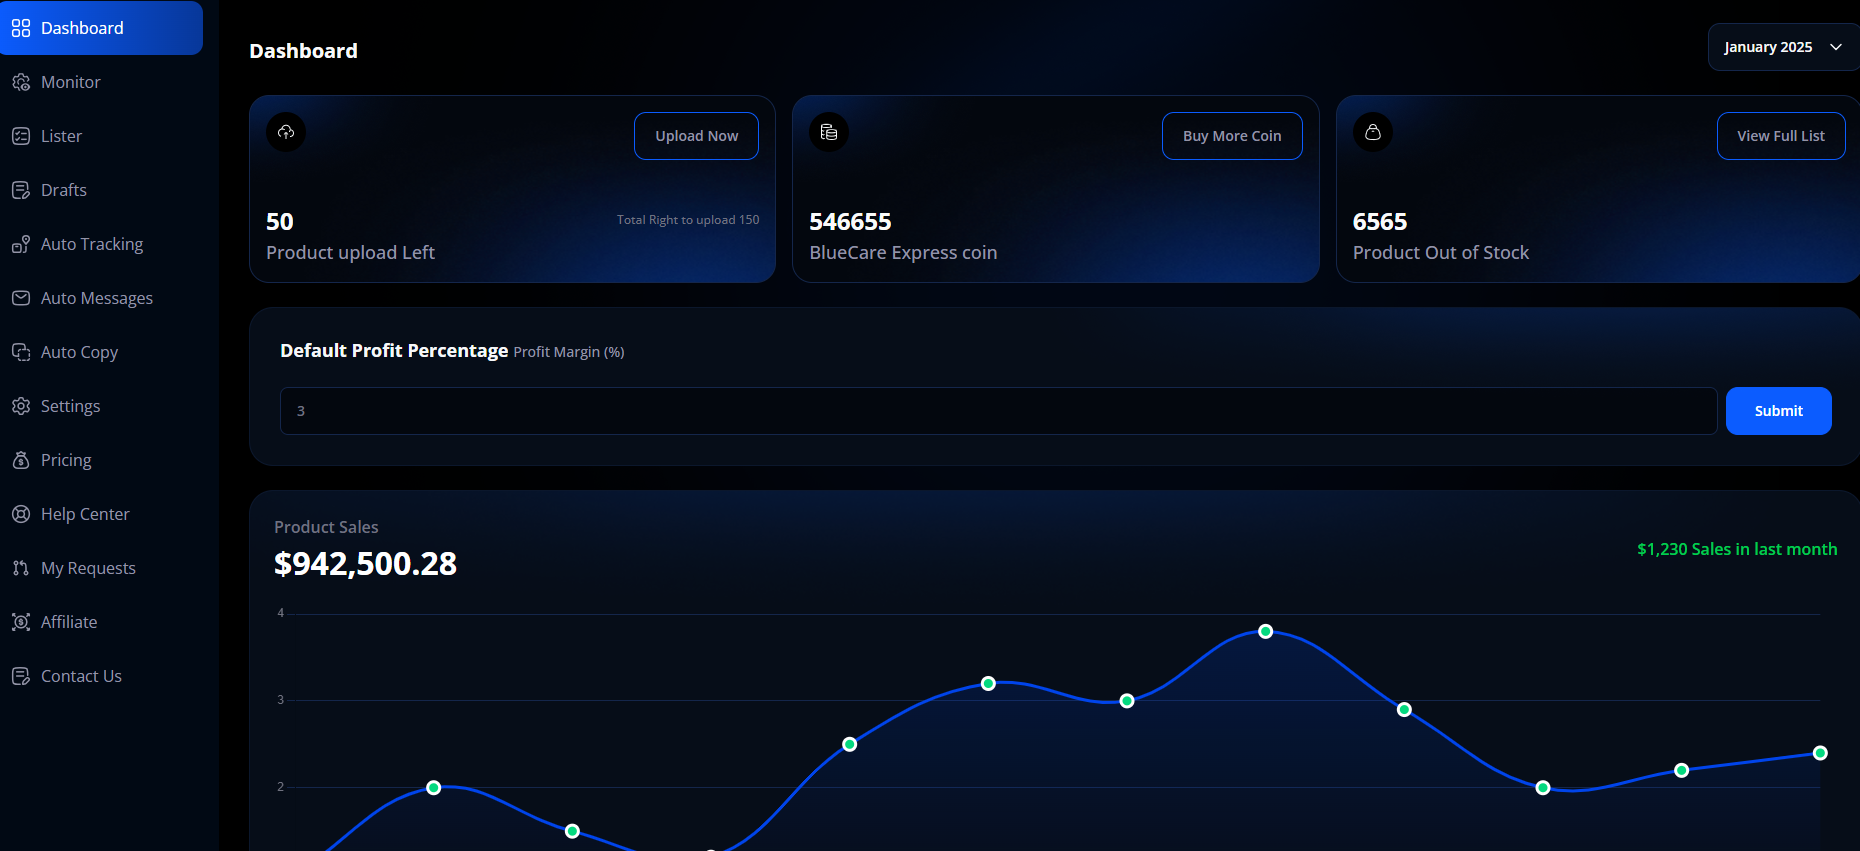 Dashboard
Monitor
Lister
Drafts
Auto Tracking
Auto Messages
Auto Copy
Settings
Pricing
Help Center
My Requests
Affiliate
Contact Us
Dashboard
January 2025
Upload Now
50
Total Right to upload 150
Product upload Left
Buy More Coin
546655
BlueCare Express coin
View Full List
6565
Product Out of Stock
Default Profit Percentage Profit Margin (%)
3
Submit
Product Sales
$942,500.28
$1,230 Sales in last month
4
3
2